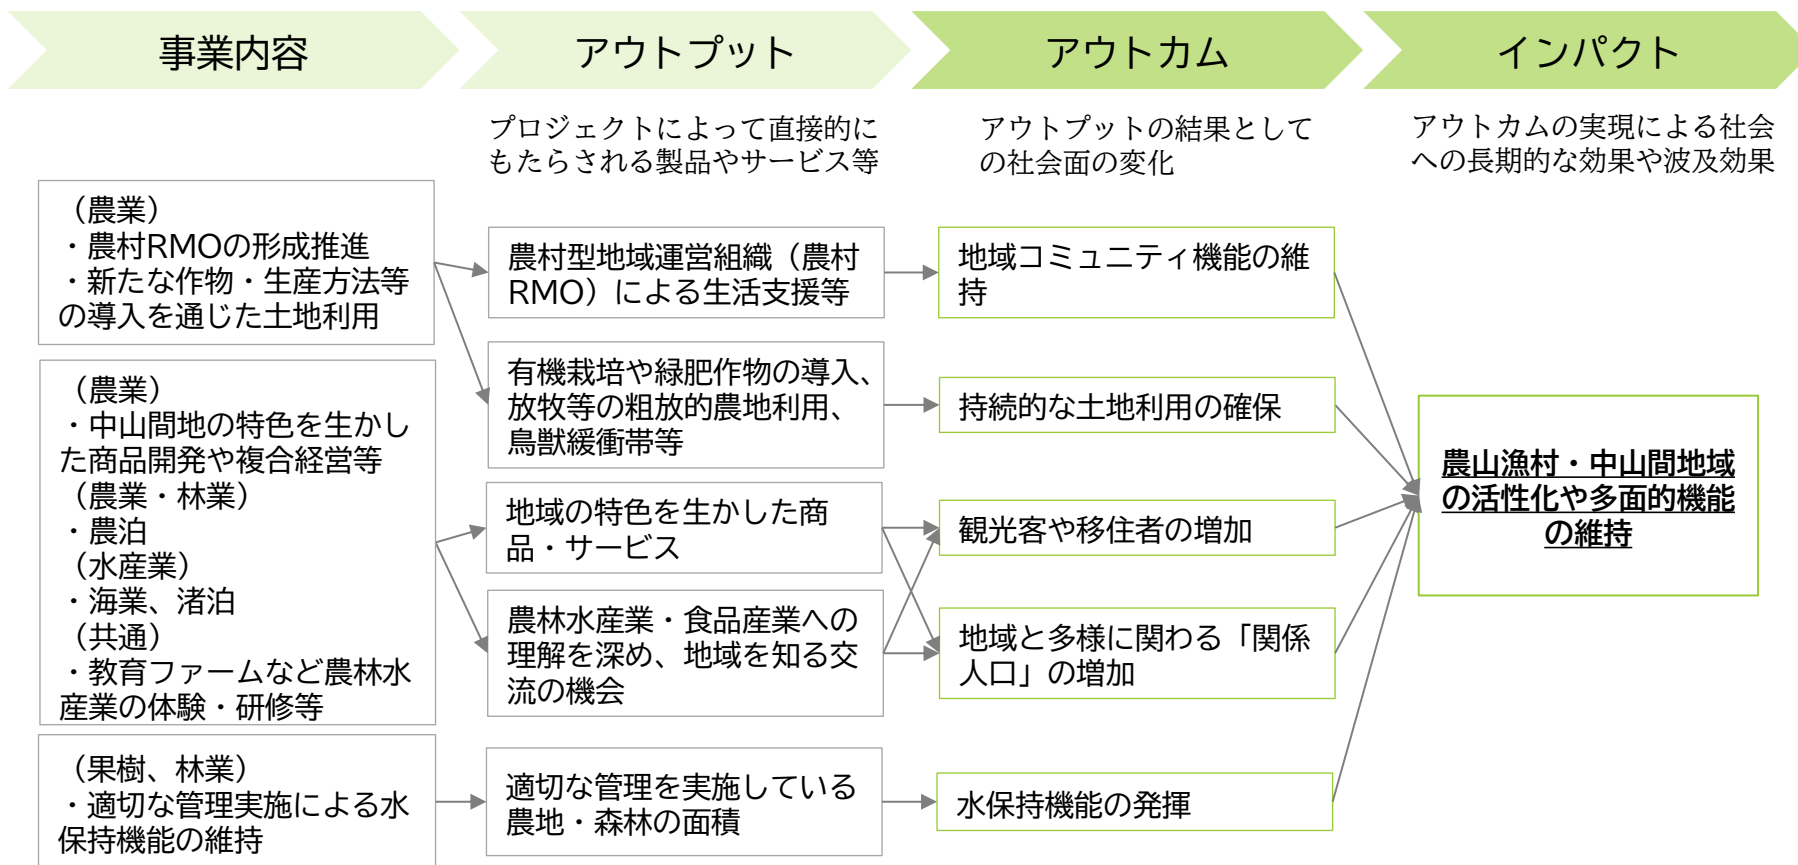 事業内容
アウトプット
アウトカム
インパクト
プロジェクトによって直接的に
もたらされる製品やサービス等
アウトプットの結果として
の社会面の変化
アウトカムの実現による社会
への長期的な効果や波及効果
（農業）
・農村RMOの形成推進
・新たな作物・生産方法等
の導入を通じた土地利用
（農業）
・中山間地の特色を生かし
た商品開発や複合経営等
（農業・林業）
・農泊
（水産業）
・海業、渚泊
（共通）
・教育ファームなど農林水
産業の体験・研修等
（果樹、林業）
・適切な管理実施による水
保持機能の維持
農村型地域運営組織（農村
RMO）による生活支援等
有機栽培や緑肥作物の導入、
放牧等の粗放的農地利用、
鳥獣緩衝帯等
地域の特色を生かした商
品・サービス
農林水産業・食品産業への
理解を深め、地域を知る交
流の機会
適切な管理を実施している
農地・森林の面積
地域コミュニティ機能の維
持
持続的な土地利用の確保
観光客や移住者の増加
地域と多様に関わる「関係
人口」の増加
水保持機能の発揮
農山漁村・中山間地域
の活性化や多面的機能
の維持